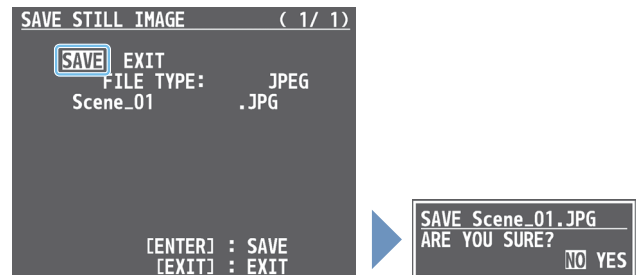 SAVE STILL IMAGE ( 1/ 1)
SAVE EXIT
FILE TYPE: JPEG
Scene_01 .JPG
[ENTER] : SAVE
[EXIT] : EXIT
SAVE Scene_01.JPG
ARE YOU SURE?
NO YES